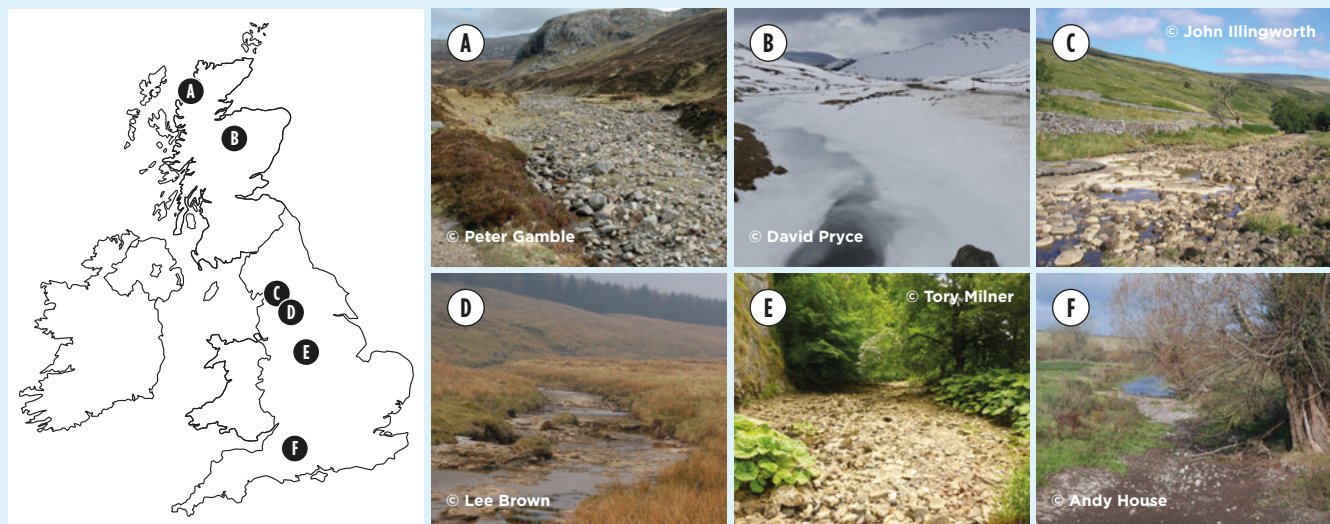 A
B
C
D
E
F
A
© Peter Gamble
B
© David Pryce
C
© John Illingworth
D
© Lee Brown
E
© Tory Milner
F
© Andy House